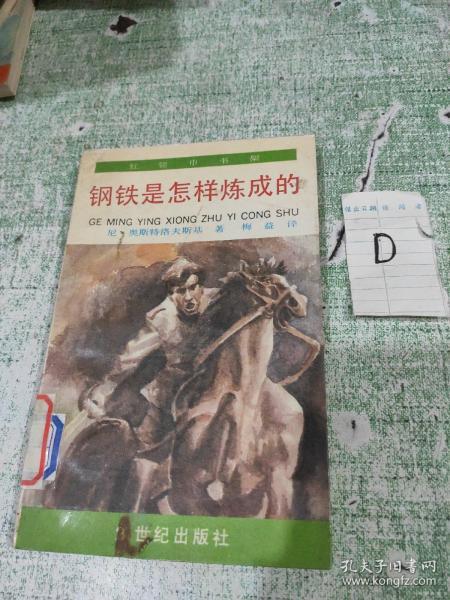 红领巾书架
钢铁是怎样炼成的
GE MING YING XIONG ZHU YI CONG SHU
尼·奥斯特洛夫斯基 著 梅益 译
D
世纪出版社
孔夫子旧书网
www.kongfz.com